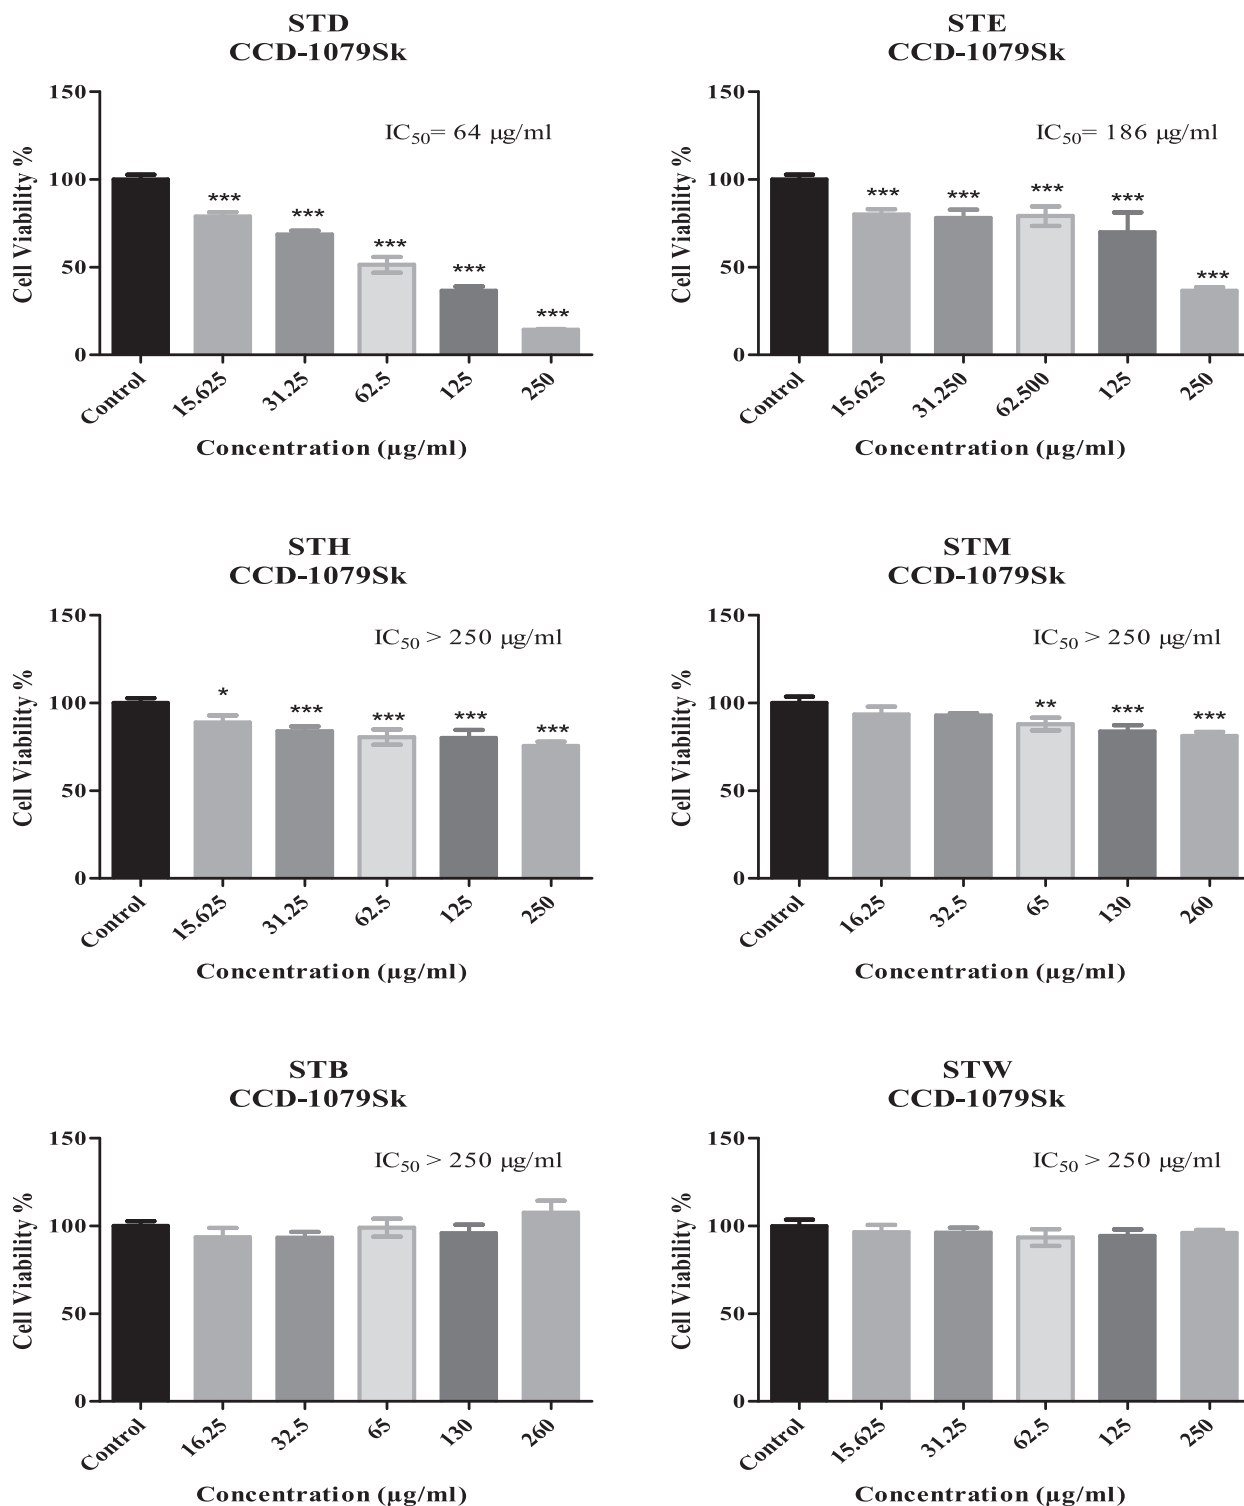 STD
CCD-1079Sk
150
100
50
0
Cell Viability %
IC50= 64 µg/ml
***
***
***
***
***
Control
15.625
31.25
62.5
125
250
Concentration (µg/ml)
STE
CCD-1079Sk
150
100
50
0
Cell Viability %
IC50= 186 µg/ml
***
***
***
***
***
Control
15.625
31.250
62.500
125
250
Concentration (µg/ml)
STH
CCD-1079Sk
150
100
50
0
Cell Viability %
IC50 > 250 µg/ml
*
***
***
***
***
Control
15.625
31.25
62.5
125
250
Concentration (µg/ml)
STM
CCD-1079Sk
150
100
50
0
Cell Viability %
IC50 > 250 µg/ml
**
***
***
Control
16.25
32.5
65
130
260
Concentration (µg/ml)
STB
CCD-1079Sk
150
100
50
0
Cell Viability %
IC50 > 250 µg/ml
Control
16.25
32.5
65
130
260
Concentration (µg/ml)
STW
CCD-1079Sk
150
100
50
0
Cell Viability %
IC50 > 250 µg/ml
Control
15.625
31.25
62.5
125
250
Concentration (µg/ml)